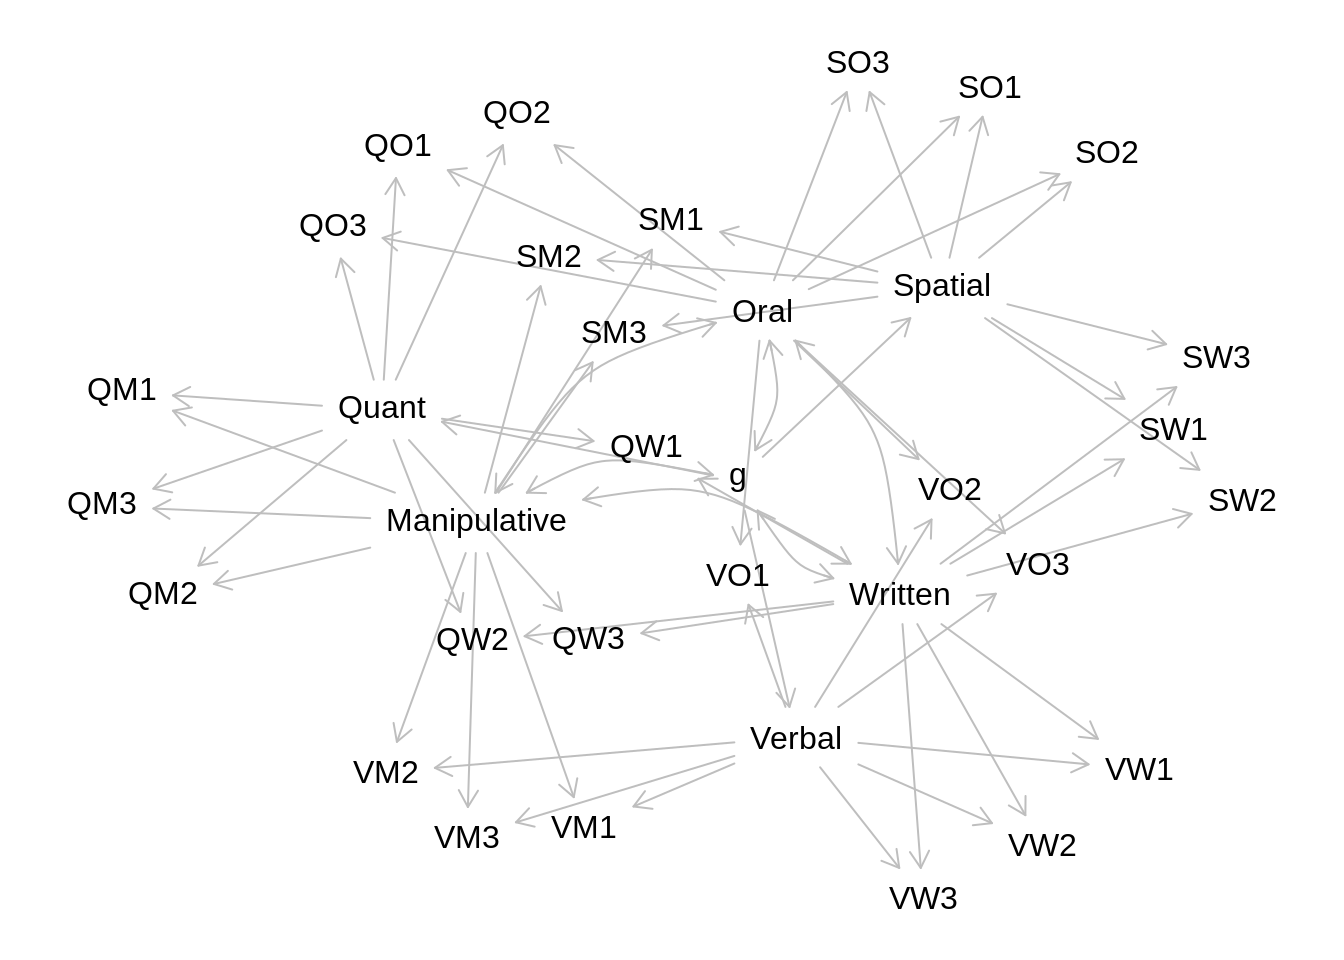 SO3
SO1
QO2
QO1
SO2
SM1
QO3
SM2
Spatial
Oral
SM3
SW3
QM1
Quant
SW1
QW1
g
VO2
SW2
QM3
Manipulative
VO3
VO1
QM2
Written
QW2
QW3
Verbal
VM2
VW1
VM1
VM3
VW2
VW3